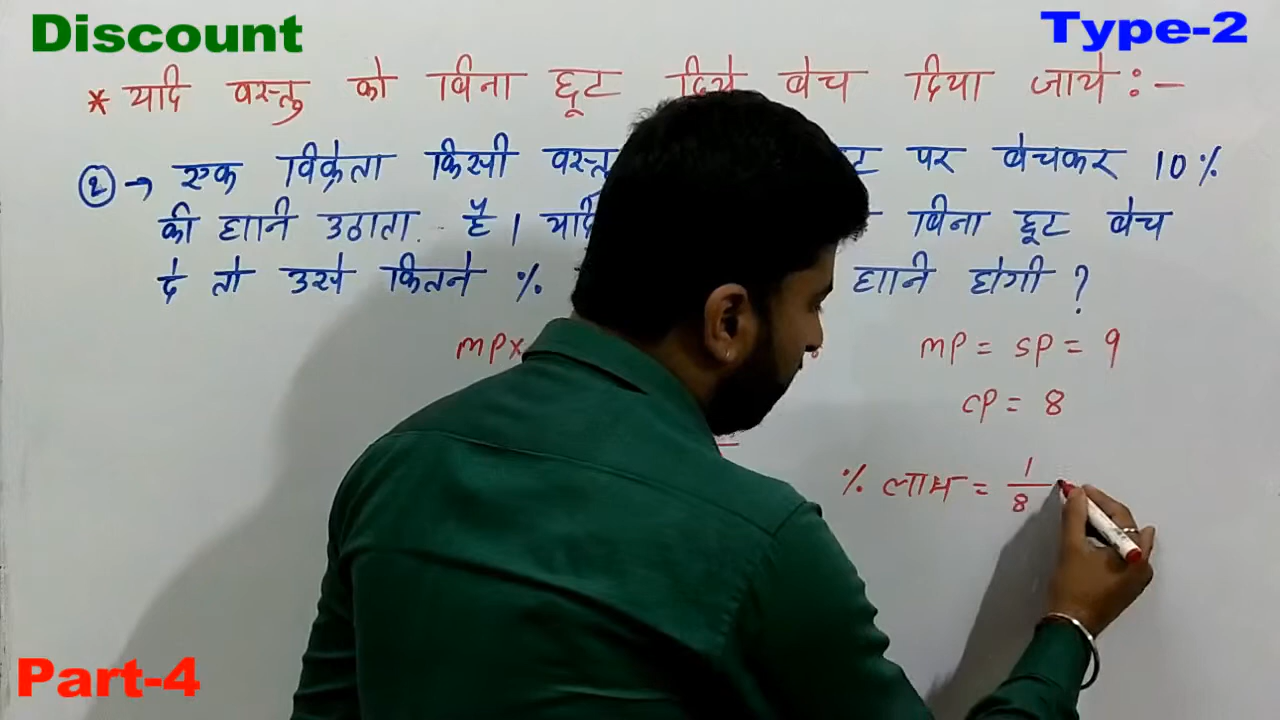 Discount
Type-2
* यदि वस्तु को बिना छूट दिये बेच दिया जाये :-
② → एक विक्रेता किसी वस्तु पर बेचकर 10%
की हानि उठाता है। यदि बिना छूट बेच
दे तो उसे कितने % हानि होगी ?
MPx
MP = SP = 9
CP = 8
% लाभ = 1/8
Part-4